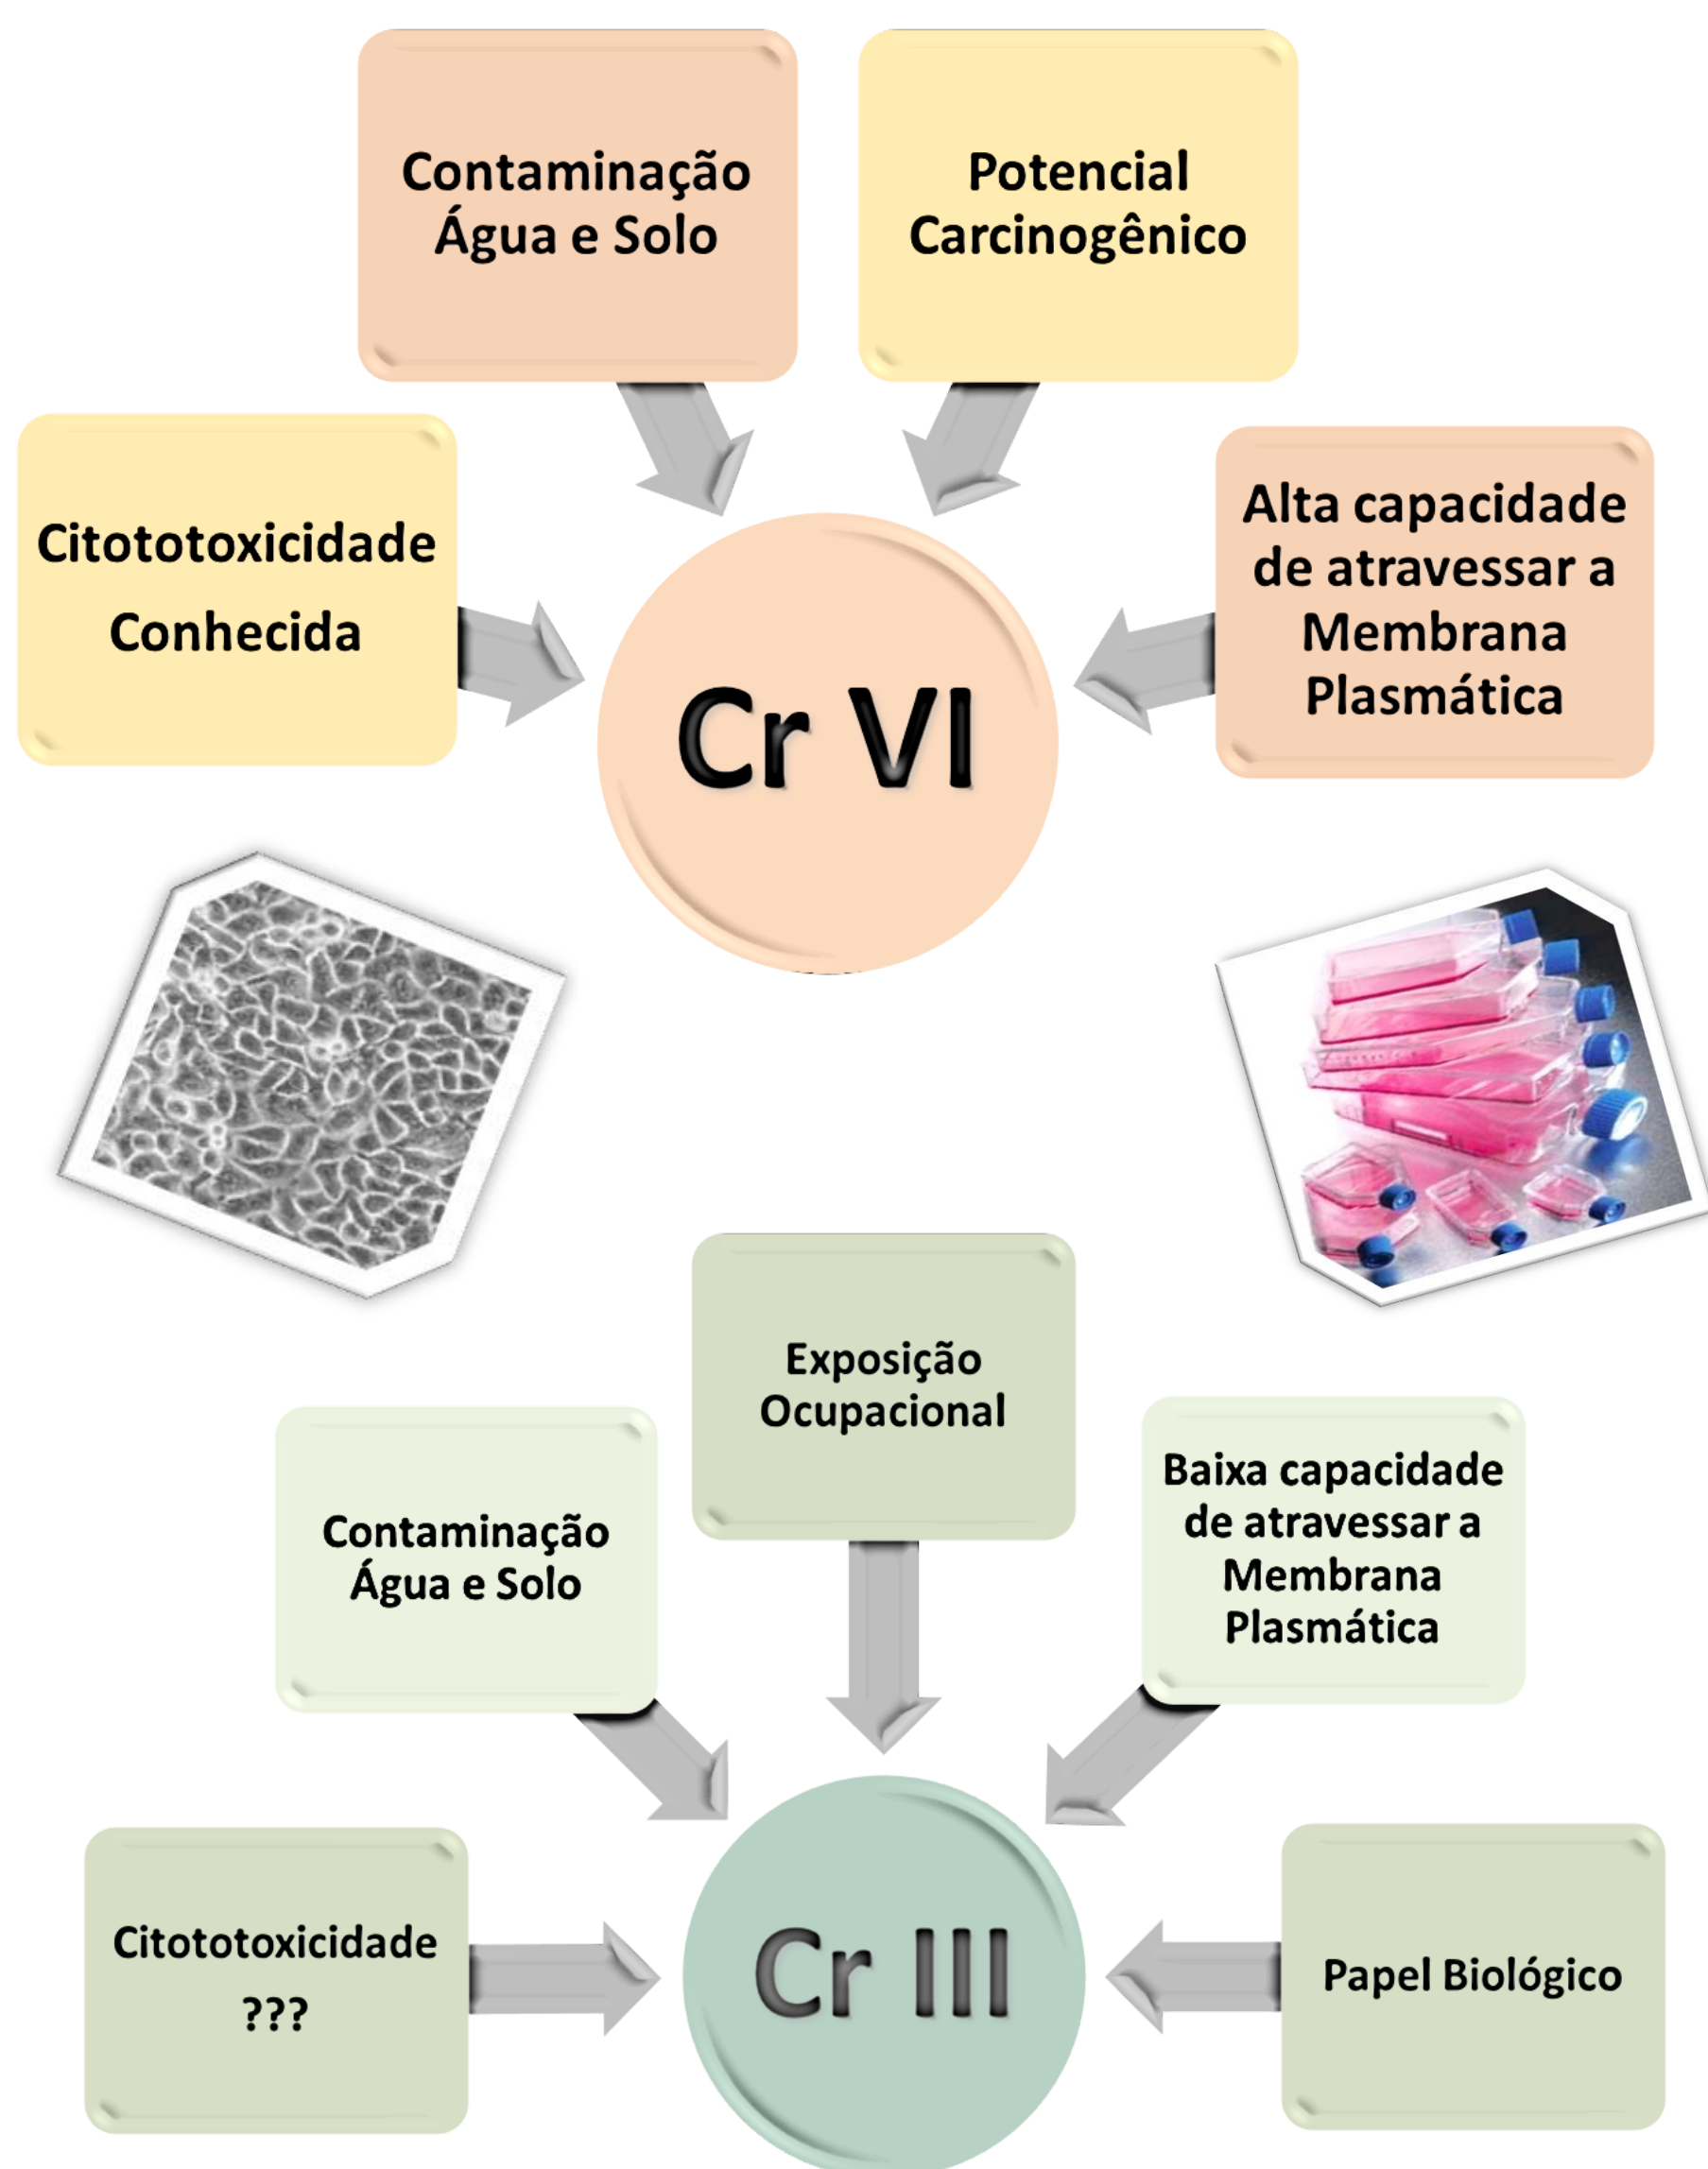 Contaminação
Água e Solo
Potencial
Carcinogênico
Citototoxicidade
Conhecida
Alta capacidade
de atravessar a
Membrana
Plasmática
Cr VI
Exposição
Ocupacional
Contaminação
Água e Solo
Baixa capacidade
de atravessar a
Membrana
Plasmática
Citototoxicidade
???
Cr III
Papel Biológico